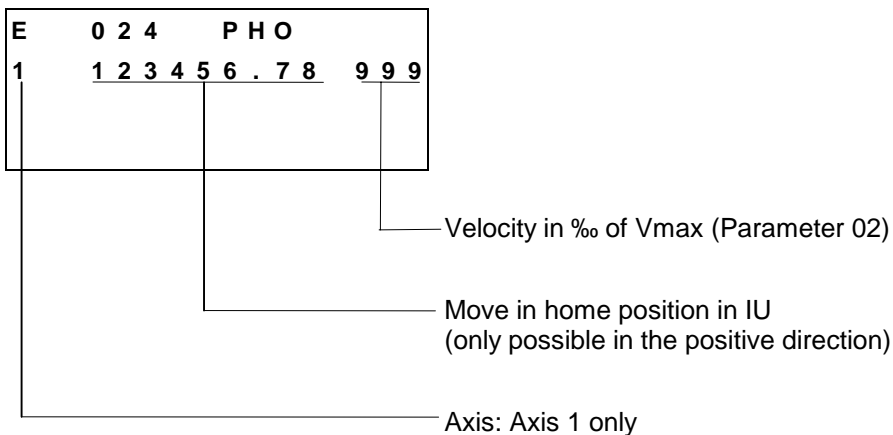 E 024 PHO
1 123456.78 999
Velocity in ‰ of Vmax (Parameter 02)
Move in home position in IU
(only possible in the positive direction)
Axis: Axis 1 only